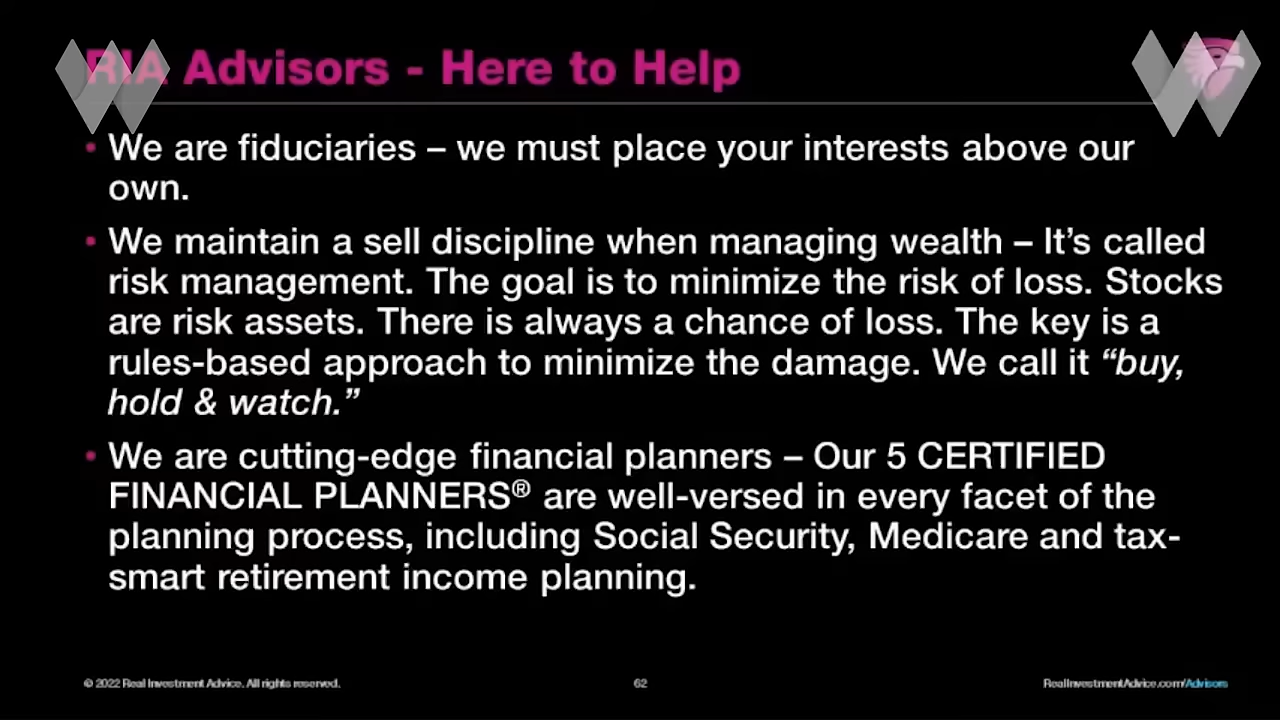 RIA Advisors - Here to Help
• We are fiduciaries – we must place your interests above our
own.
• We maintain a sell discipline when managing wealth – It’s called
risk management. The goal is to minimize the risk of loss. Stocks
are risk assets. There is always a chance of loss. The key is a
rules-based approach to minimize the damage. We call it “buy,
hold & watch.”
• We are cutting-edge financial planners – Our 5 CERTIFIED
FINANCIAL PLANNERS® are well-versed in every facet of the
planning process, including Social Security, Medicare and tax-
smart retirement income planning.
© 2022 Real Investment Advice. All rights reserved.
62
RealInvestmentAdvice.com/Advisors